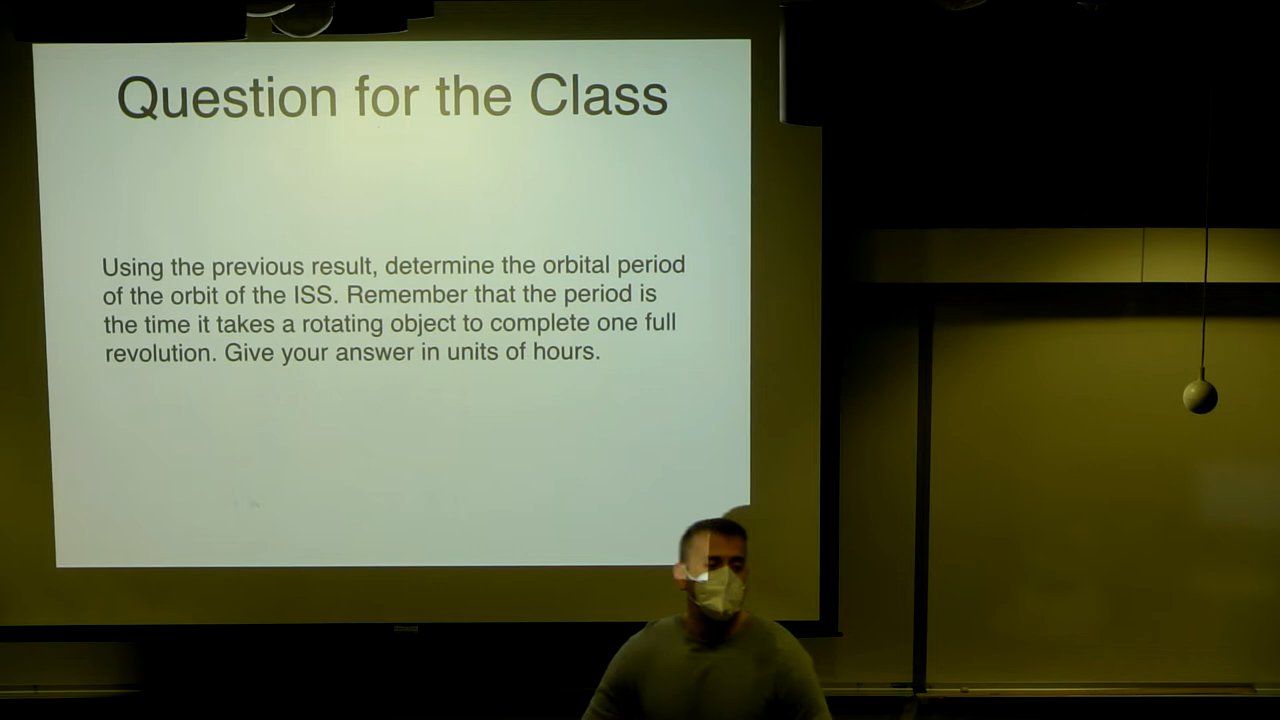 Question for the Class
Using the previous result, determine the orbital period
of the orbit of the ISS. Remember that the period is
the time it takes a rotating object to complete one full
revolution. Give your answer in units of hours.